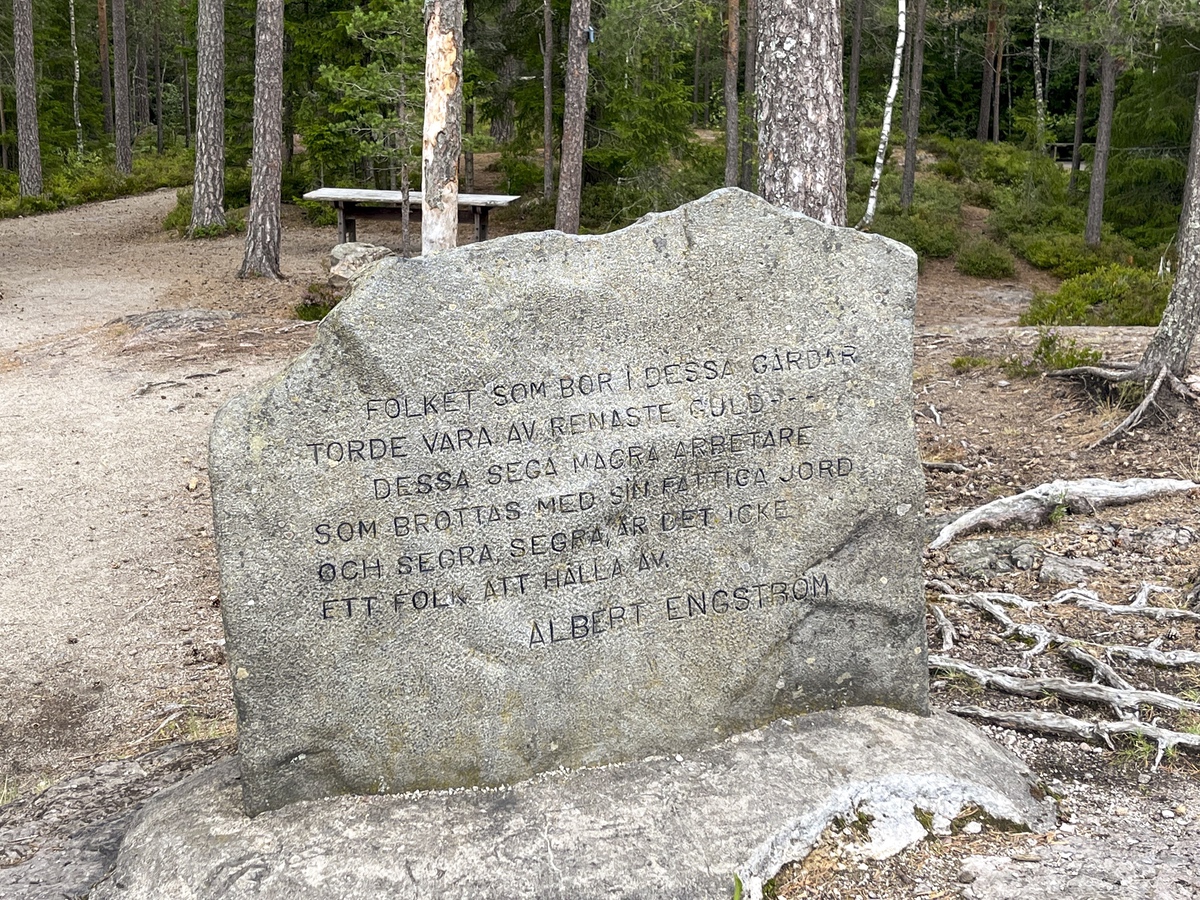 FOLKET SOM BOR I DESSA GÅRDAR
TORDE VARA AV RENASTE GULD----
DESSA SEGA MAGRA ARBETARE
SOM BROTTAS MED SIN FATTIGA JORD
OCH SEGRA, SEGRA, ÄR DET ICKE
ETT FOLK ATT HÅLLA AV.
ALBERT ENGSTRÖM